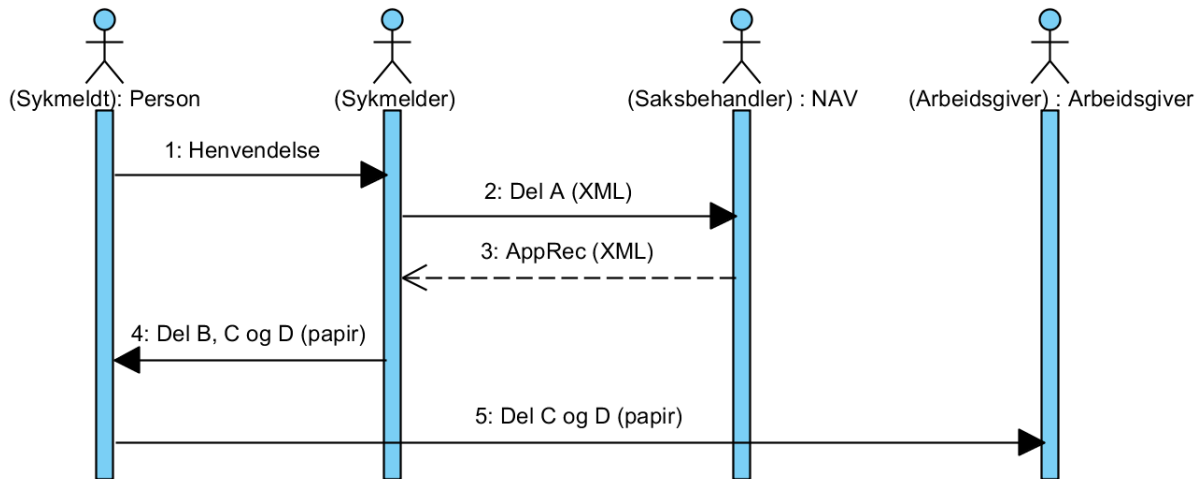 (Sykmeldt): Person
(Sykmelder)
(Saksbehandler) : NAV
(Arbeidsgiver) : Arbeidsgiver
1: Henvendelse
2: Del A (XML)
3: AppRec (XML)
4: Del B, C og D (papir)
5: Del C og D (papir)